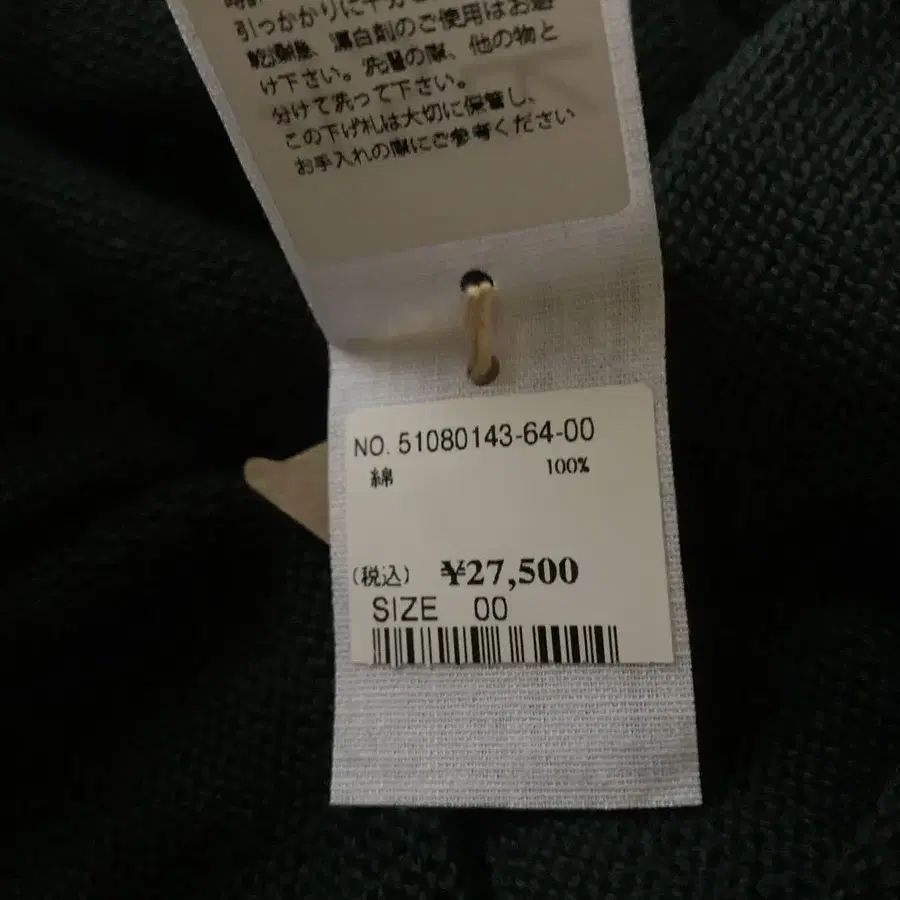 引っかかりに十分ご
乾燥機、漂白剤のご使用はお避
け下さい。洗濯の際、他の物と
分けて洗って下さい。
この下げ札は大切に保管し、
お手入れの際にご参考ください
NO. 51080143-64-00
綿 100%
(税込) ¥27,500
SIZE 00